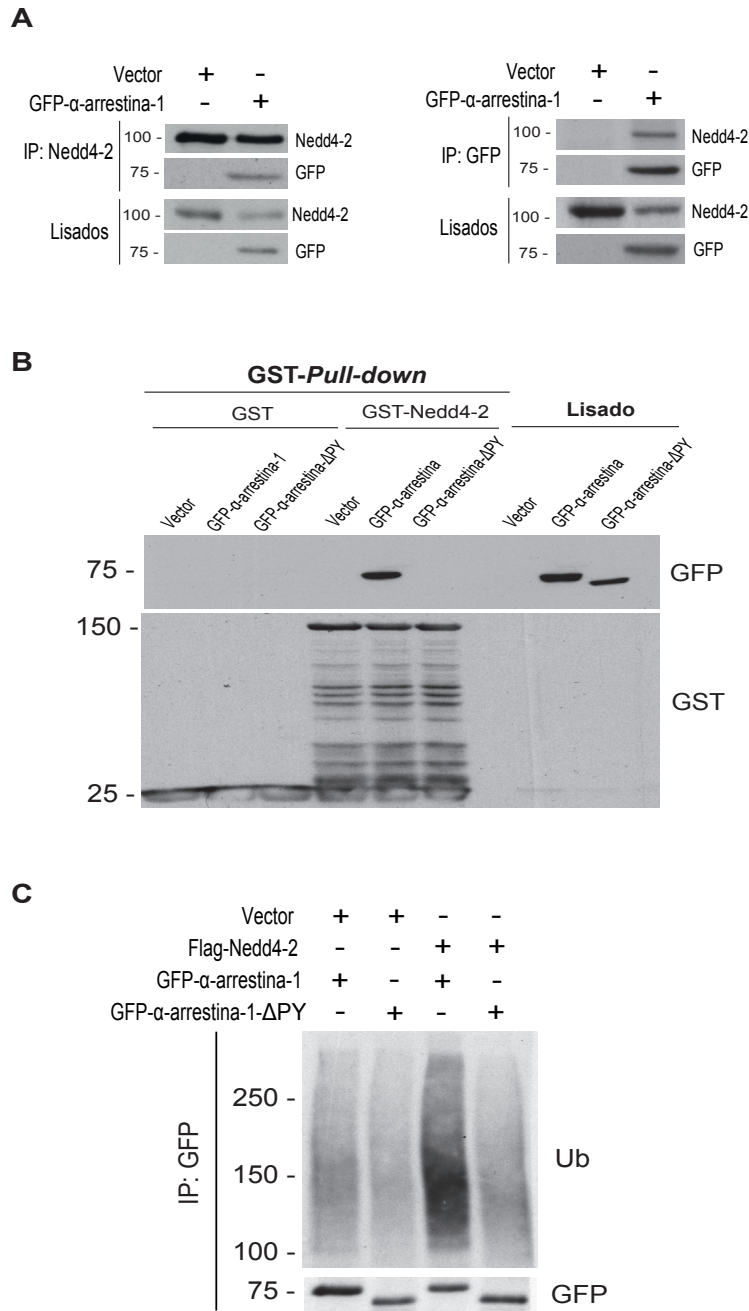 A
Vector + -
GFP-α-arrestina-1 - +
IP: Nedd4-2
100 - Nedd4-2
75 - GFP
Lisados
100 - Nedd4-2
75 - GFP
Vector + -
GFP-α-arrestina-1 - +
IP: GFP
100 - Nedd4-2
75 - GFP
Lisados
100 - Nedd4-2
75 - GFP
B
GST-Pull-down
GST GST-Nedd4-2 Lisado
Vector
GFP-α-arrestina-1
GFP-α-arrestina-ΔPY
Vector
GFP-α-arrestina
GFP-α-arrestina-ΔPY
Vector
GFP-α-arrestina
GFP-α-arrestina-ΔPY
75 - GFP
150 -
GST
25 -
C
Vector + + - -
Flag-Nedd4-2 - - + +
GFP-α-arrestina-1 + - + -
GFP-α-arrestina-1-ΔPY - + - +
IP: GFP
250 -
Ub
150 -
100 -
75 - GFP